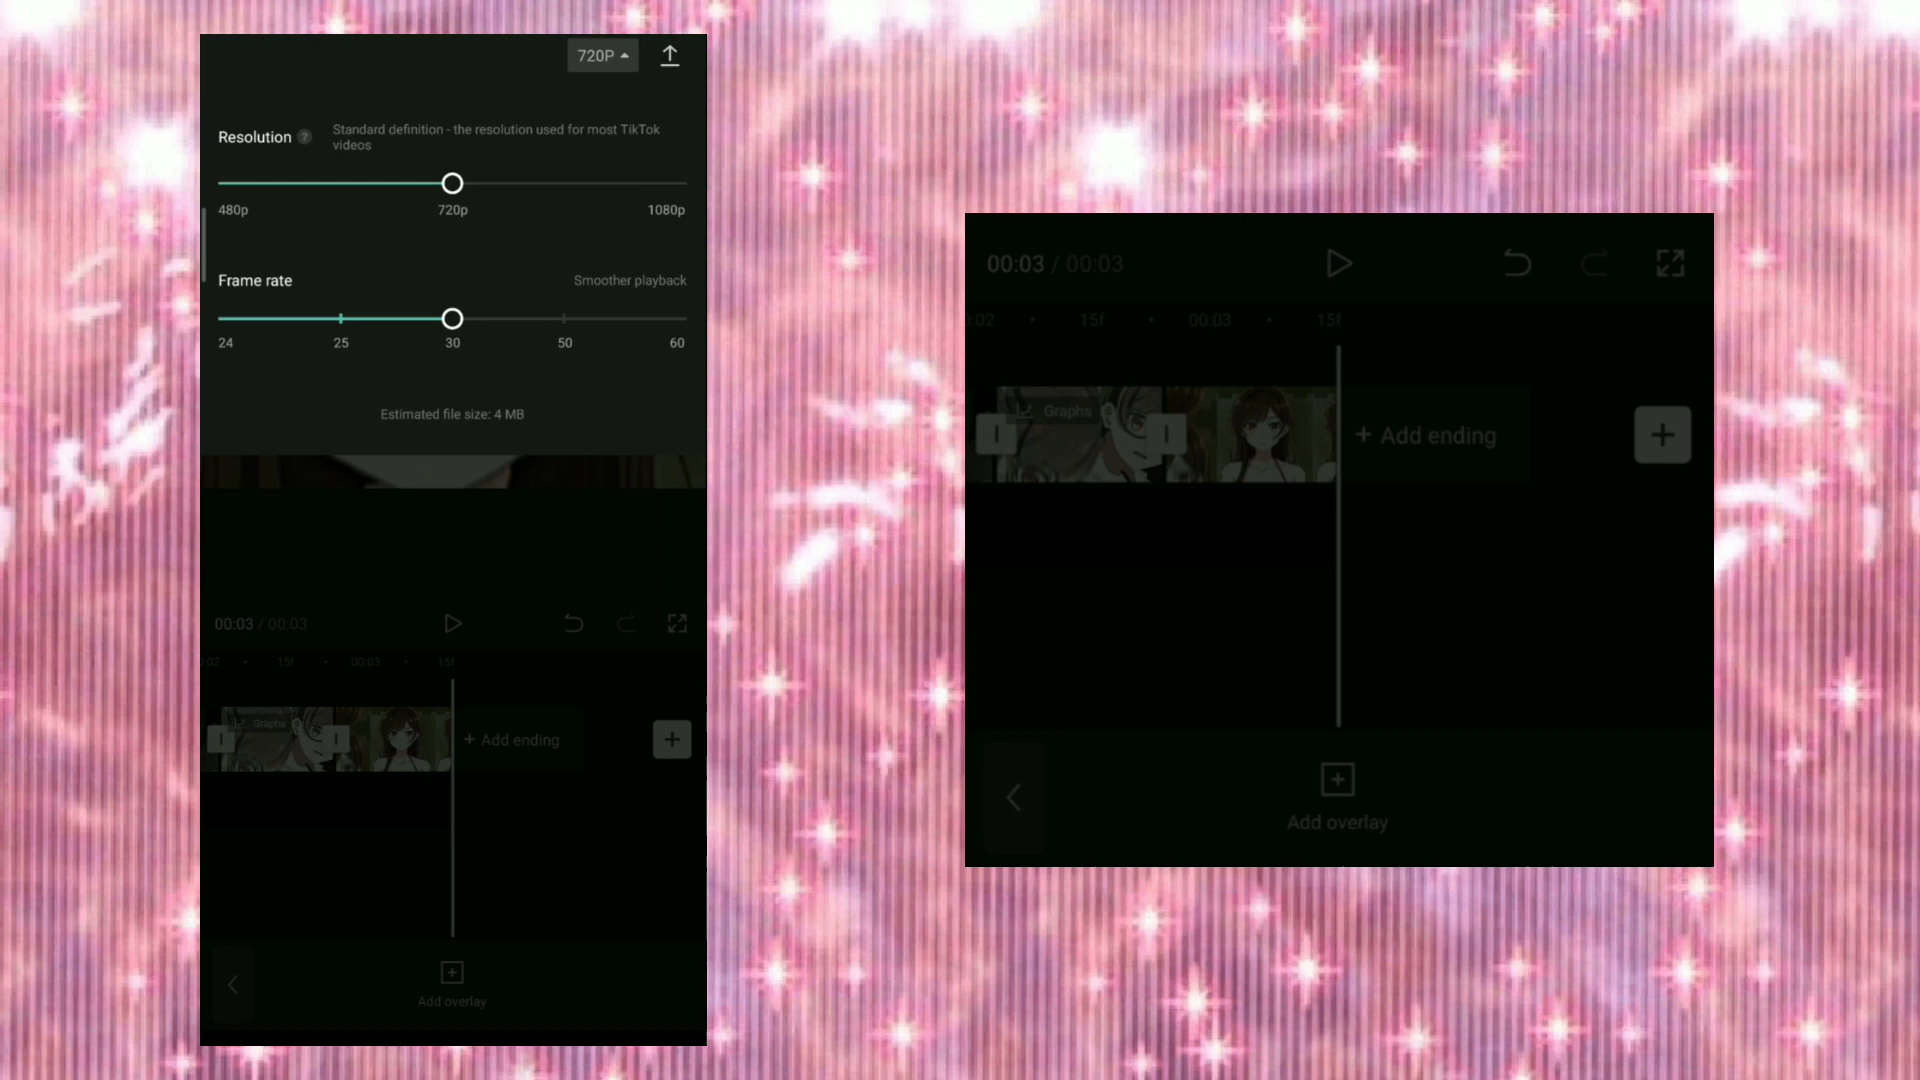 720P
Resolution ?
Standard definition - the resolution used for most TikTok
videos
480p 720p 1080p
Frame rate Smoother playback
24 25 30 50 60
Estimated file size: 4 MB
00:03 / 00:03
:02 15f 00:03 15f
Graphs
+ Add ending
Add overlay
00:03 / 00:03
:02 15f 00:03 15f
Graphs
+ Add ending
Add overlay